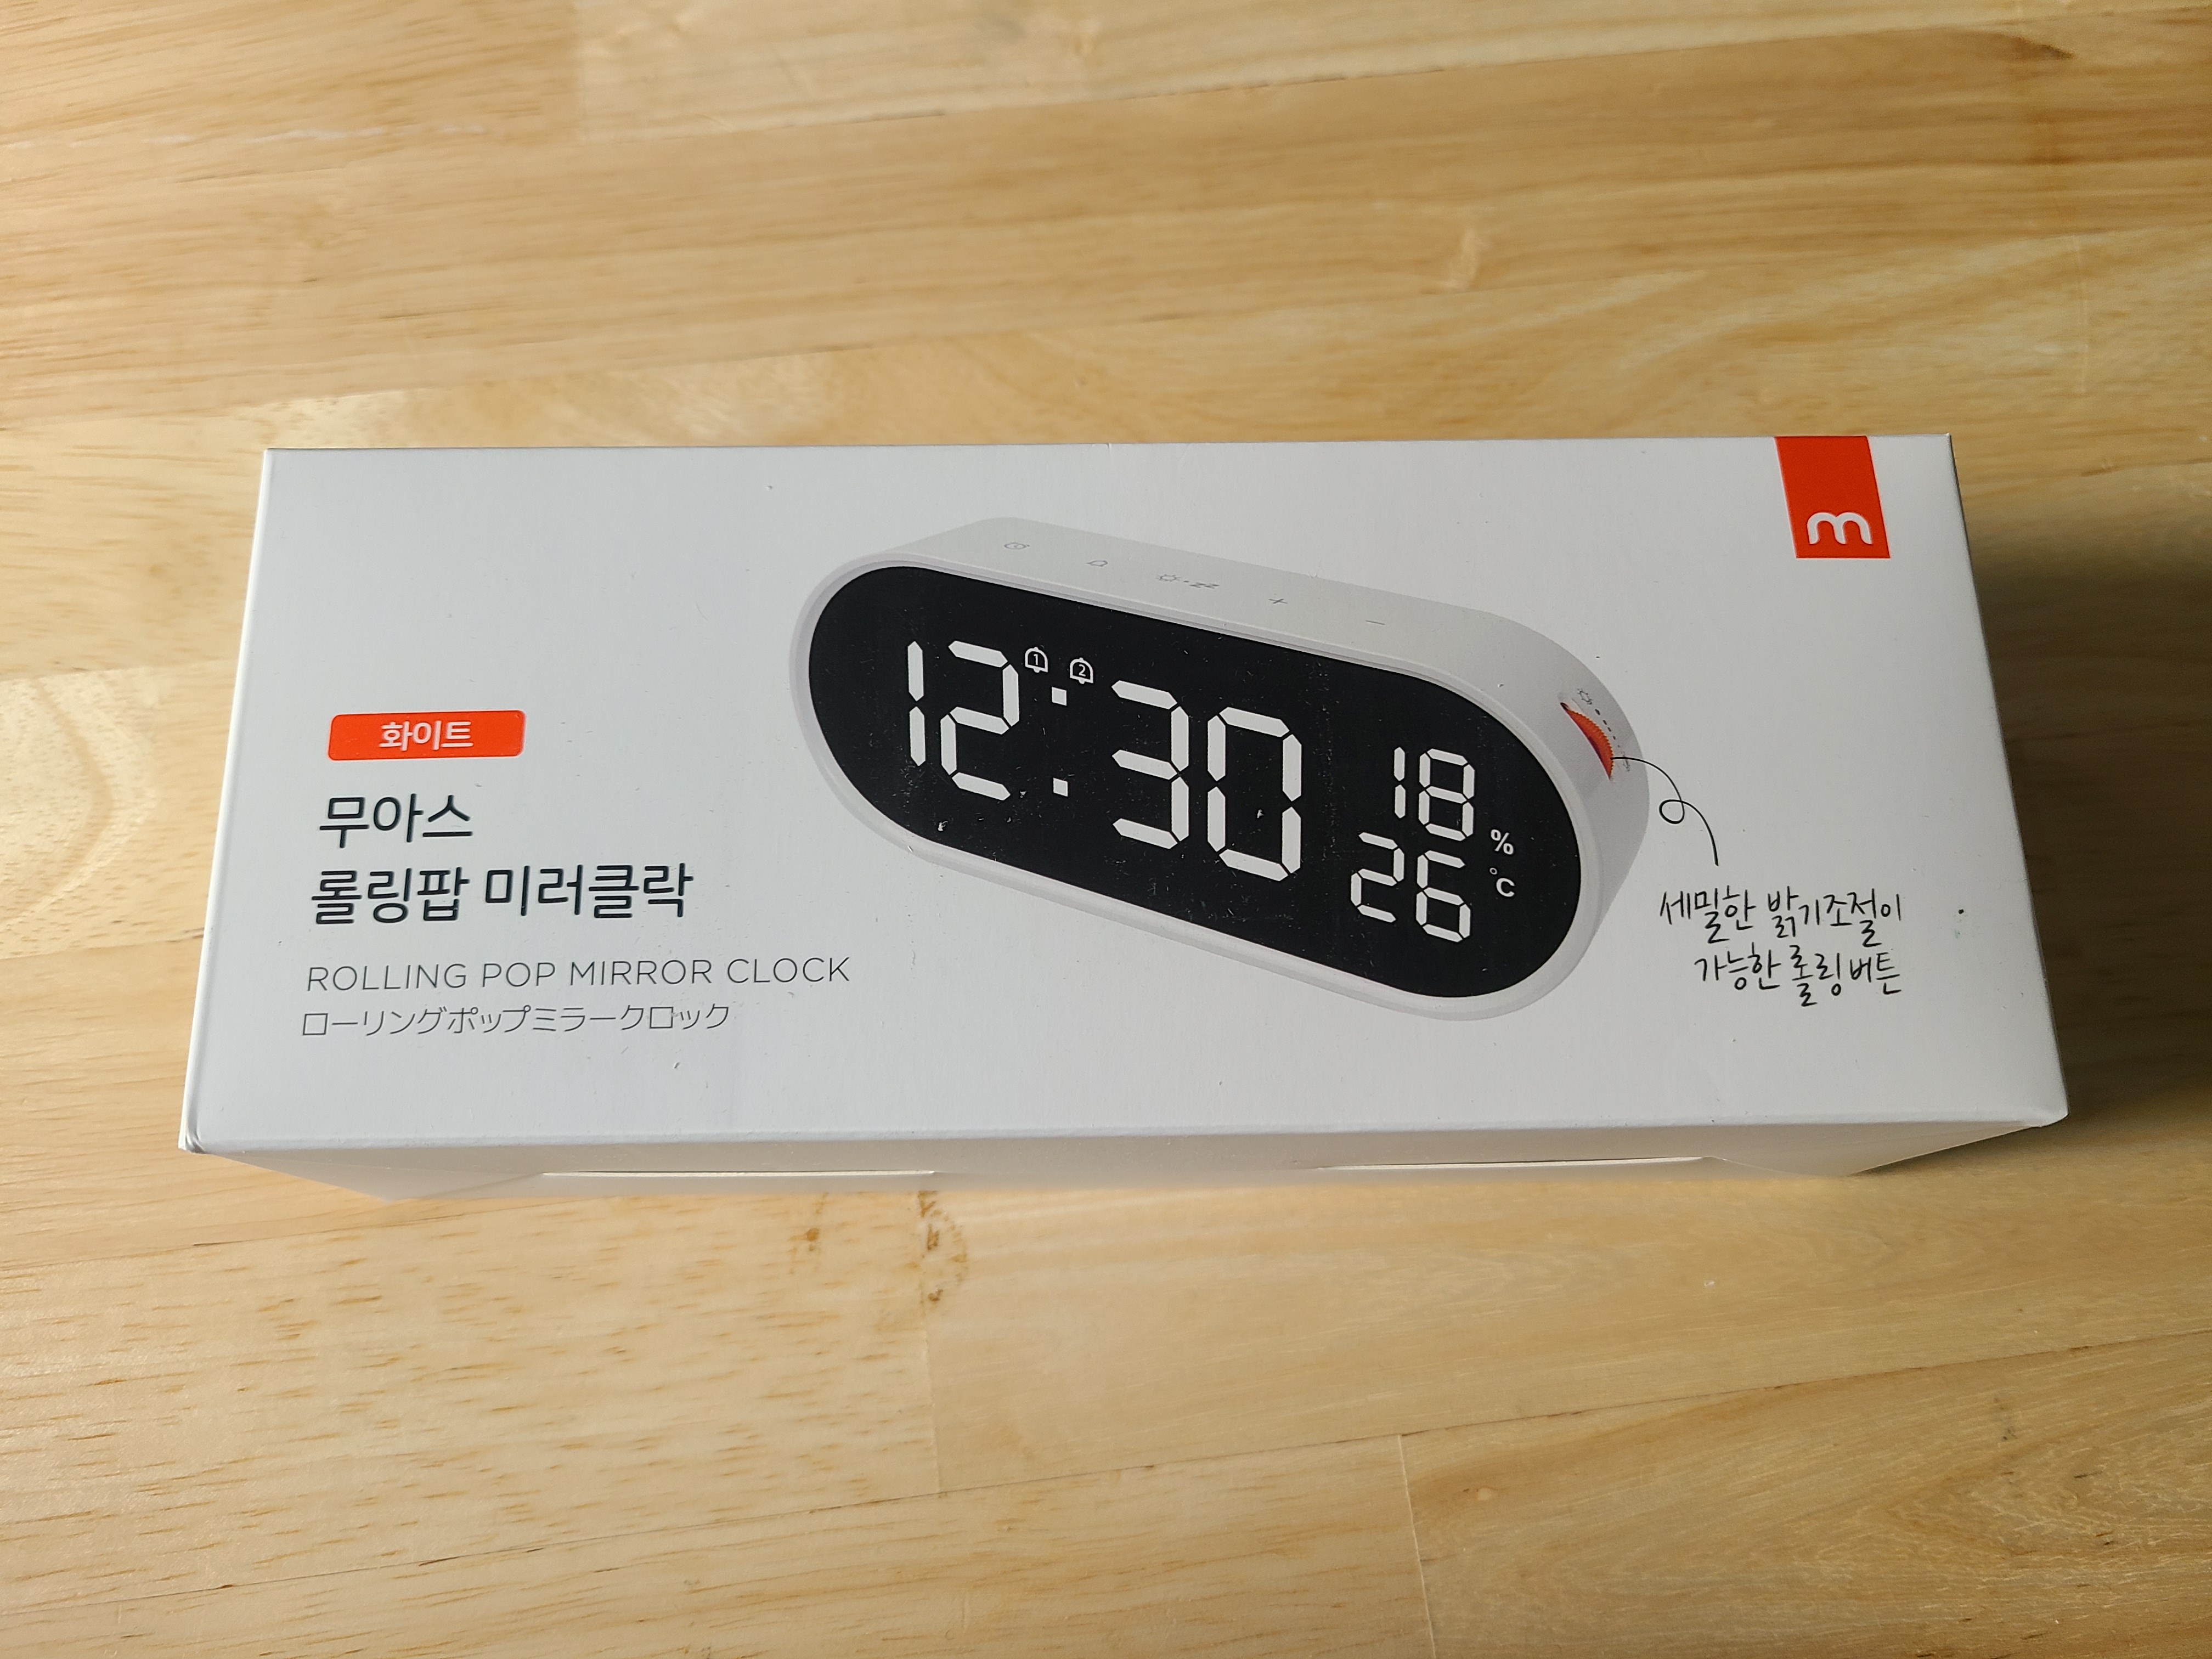 m
화이트
무아스
롤링팝 미러클락
ROLLING POP MIRROR CLOCK
ローリングポップミラークロック
12:30
1 2
18 %
26 °C
세밀한 밝기조절이
가능한 롤링버튼